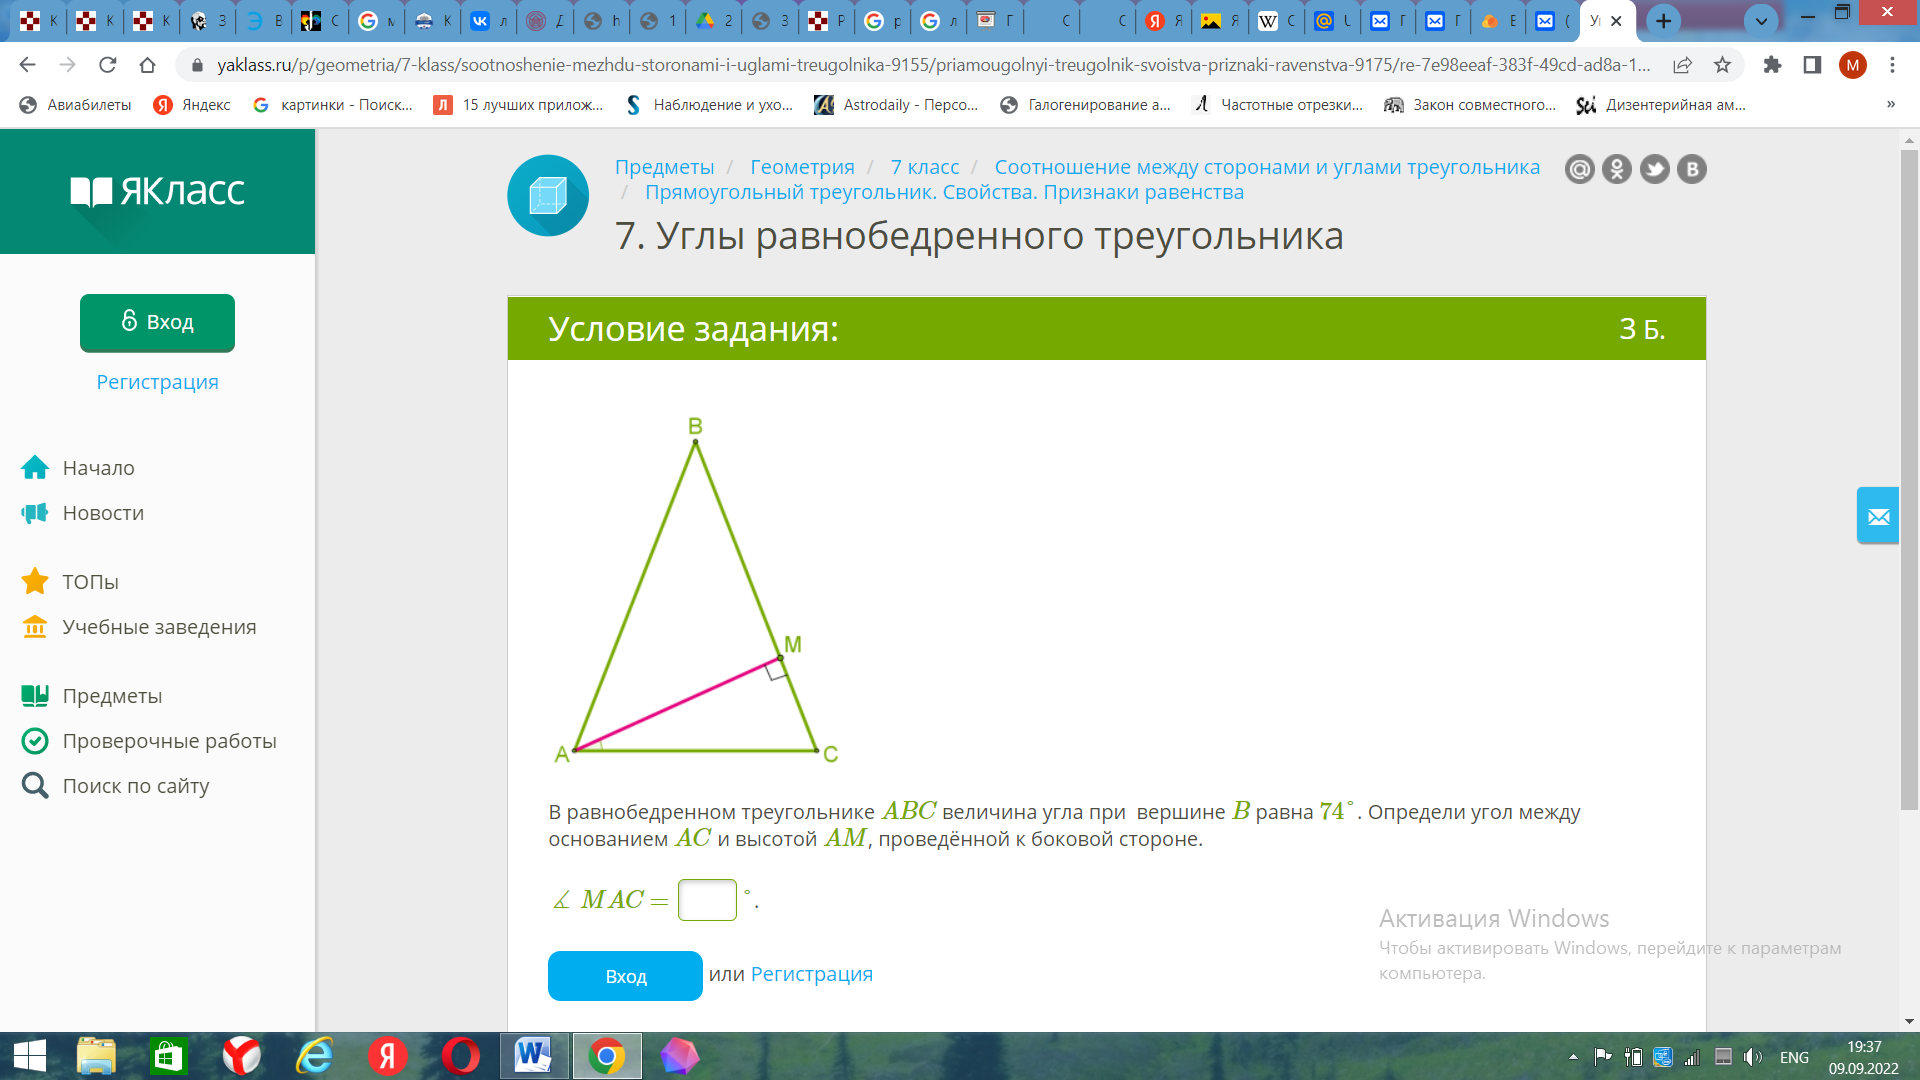 К К К З Э В С G м К л Д h 1 2 З Р р л Г С С Я Я С U Г Г Е ( У
yaklass.ru/p/geometria/7-klass/sootnoshenie-mezhdu-storonami-i-uglami-treugolnika-9155/priamougolnyi-treugolnik-svoistva-priznaki-ravenstva-9175/re-7e98eeaf-383f-49cd-ad8a-1... M
Авиабилеты Яндекс картинки - Поиск... 15 лучших прилож... Наблюдение и ухо... Astrodaily - Персо... Галогенирование а... Частотные отрезки... Закон совместного... Дизентерийная ам... »
ЯКласс
Вход
Регистрация
Начало
Новости
ТОПы
Учебные заведения
Предметы
Проверочные работы
Поиск по сайту
Предметы / Геометрия / 7 класс / Соотношение между сторонами и углами треугольника
/ Прямоугольный треугольник. Свойства. Признаки равенства
7. Углы равнобедренного треугольника
Условие задания: 3 Б.
B
M
A
C
В равнобедренном треугольнике ABC величина угла при вершине B равна 74°. Определи угол между
основанием AC и высотой AM, проведённой к боковой стороне.
∡ MAC = °.
Вход или Регистрация
Активация Windows
Чтобы активировать Windows, перейдите к параметрам
компьютера.
ENG
19:37
09.09.2022